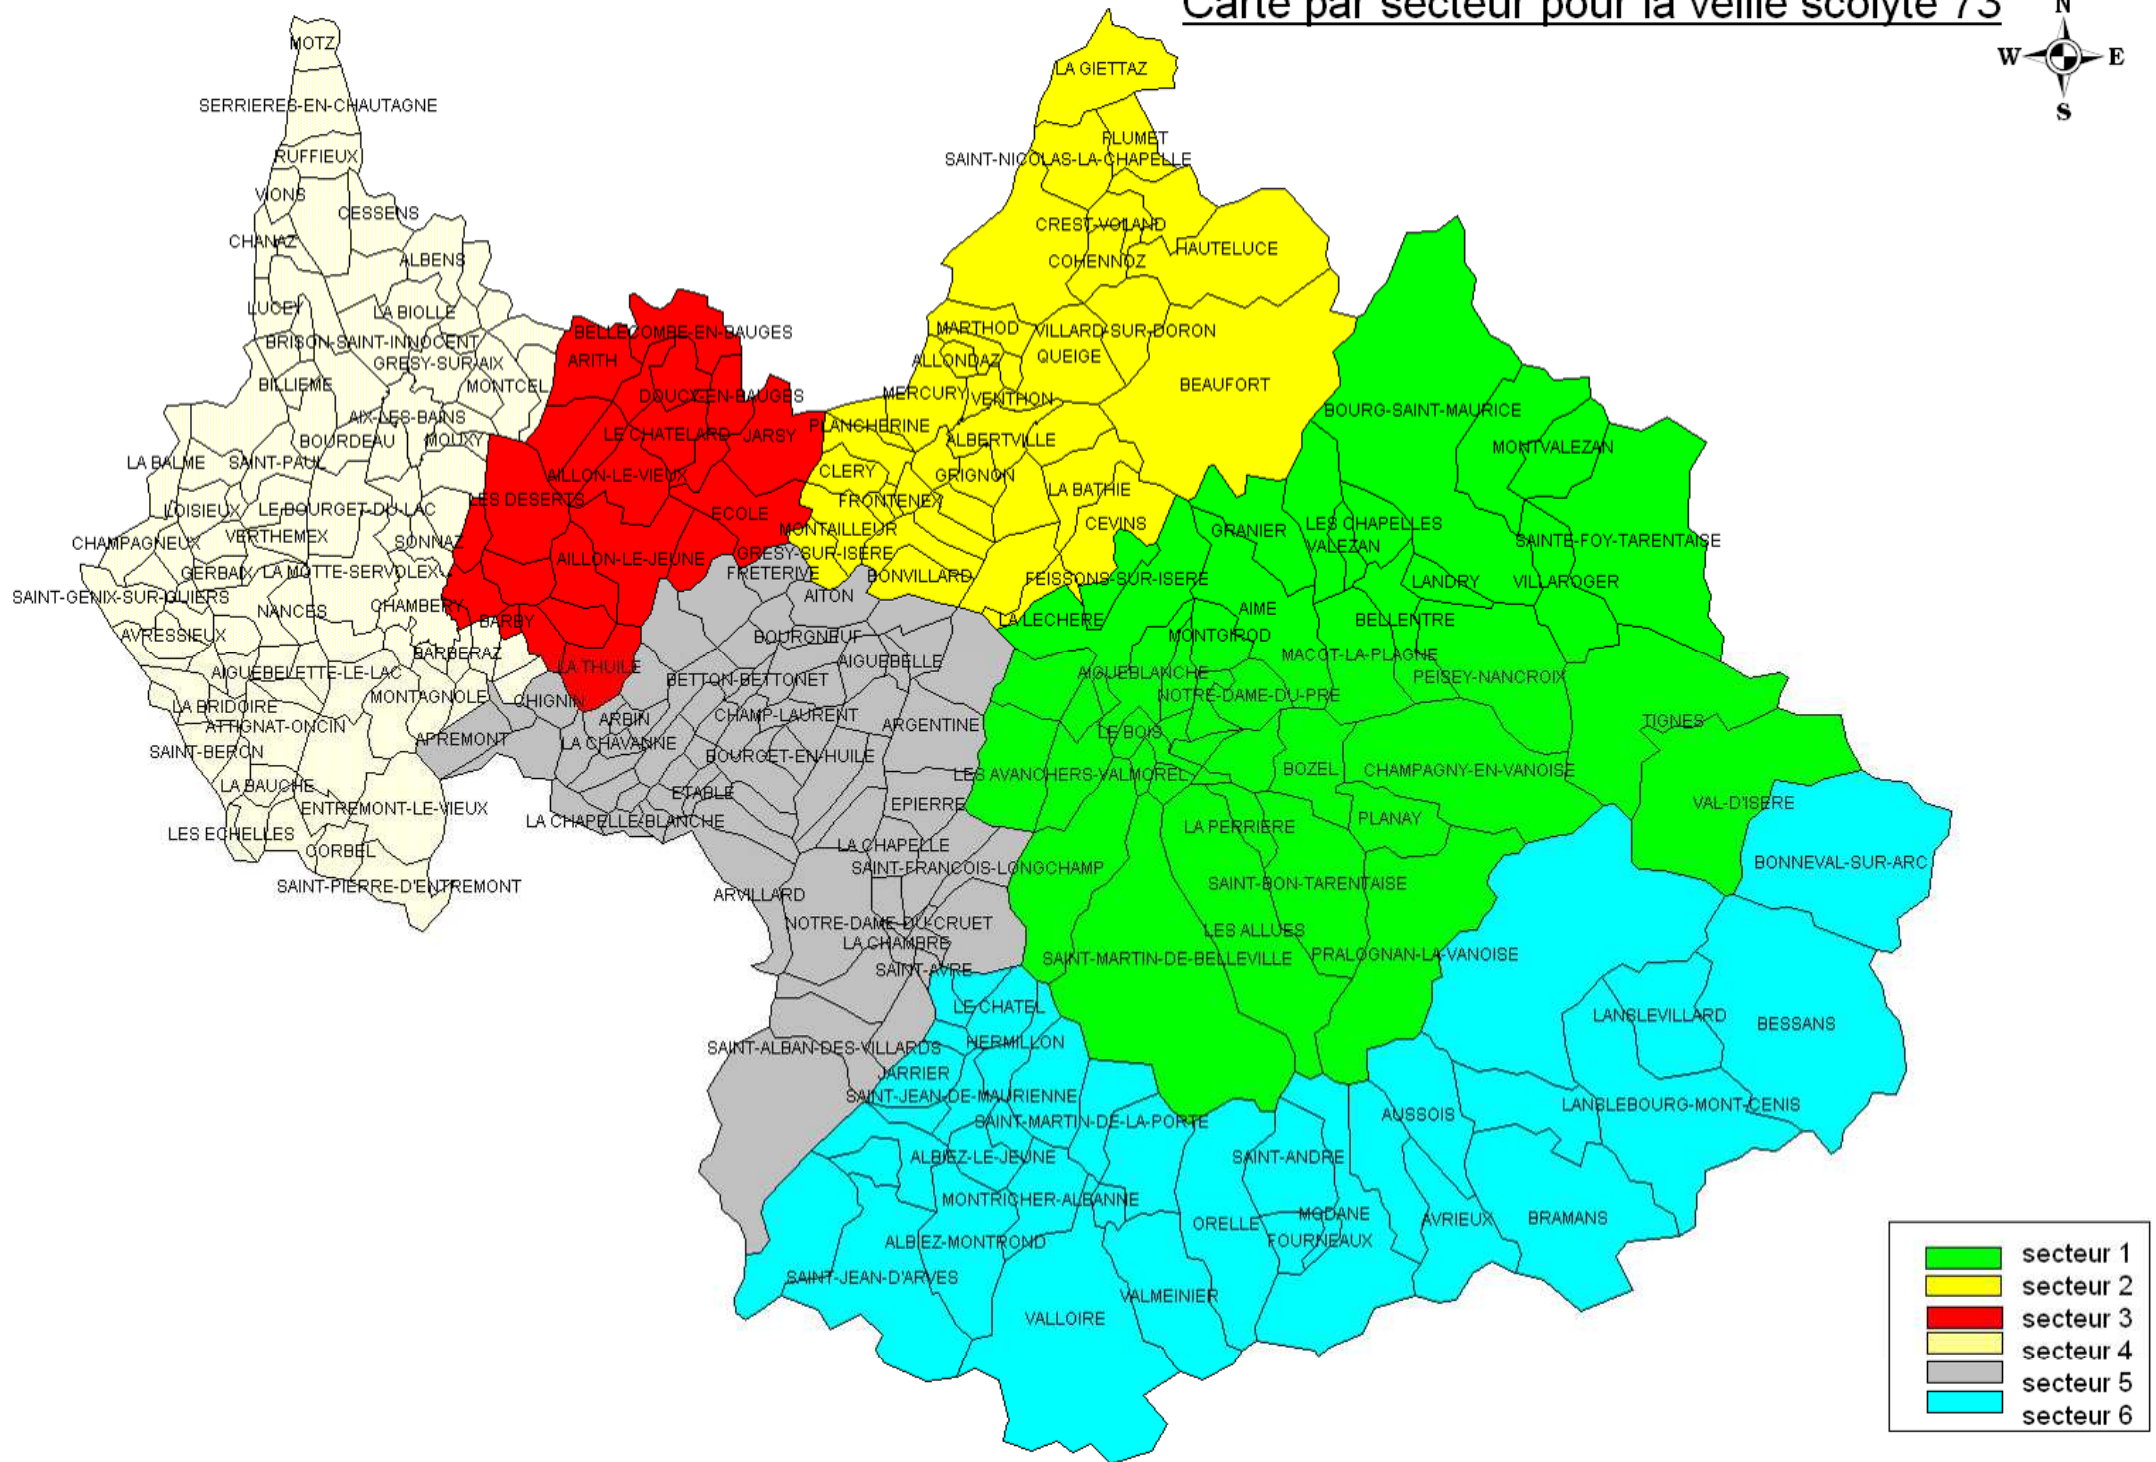 Carte par secteur pour la veille scolyte 73
N
W
E
S
MOTZ
LA GIETTAZ
SERRIERES-EN-CHAUTAGNE
FLUMET
RUFFIEUX
SAINT-NICOLAS-LA-CHAPELLE
VIONS
CESSENS
CREST-VOLAND
CHANAZ
HAUTELUCE
ALBENS
COHENNOZ
LUCEY
LA BIOLLE
MARTHOD
VILLARD-SUR-DORON
BELLECOMBE-EN-BAUGES
BRISON-SAINT-INNOCENT
GRESY-SUR-AIX
ARITH
ALLONDAZ
QUEIGE
BILLIEME
MONTCEL
BEAUFORT
DOUCY-EN-BAUGES
MERCURY
VENTHON
AIX-LES-BAINS
BOURG-SAINT-MAURICE
BOURDEAU
MOUXY
LE CHATELARD
JARSY
PLANCHERINE
ALBERTVILLE
MONTVALEZAN
LA BALME
SAINT-PAUL
AILLON-LE-VIEUX
CLERY
GRIGNON
LA BATHIE
LES DESERTS
FRONTENEX
LOISIEUX
LE BOURGET-DU-LAC
ECOLE
MONTAILLEUR
CEVINS
GRANIER
LES CHAPELLES
CHAMPAGNEUX
VERTHEMEX
SONNAZ
AILLON-LE-JEUNE
GRESY-SUR-ISERE
VALEZAN
SAINTE-FOY-TARENTAISE
GERBAIX
LA MOTTE-SERVOLEX
FRETERIVE
BONVILLARD
FEISSONS-SUR-ISERE
LANDRY
VILLAROGER
SAINT-GENIX-SUR-GUIERS
NANCES
CHAMBERY
AITON
AIME
AVRESSIEUX
BARBY
BOURGNEUF
LA LECHERE
MONTGIROD
BELLENTRE
BARBERAZ
AIGUEBELETTE-LE-LAC
LA THUILE
AIGUEBELLE
MACOT-LA-PLAGNE
BETTON-BETTONET
AIGUEBLANCHE
PEISEY-NANCROIX
MONTAGNOLE
CHIGNIN
NOTRE-DAME-DU-PRE
LA BRIDOIRE
ATTIGNAT-ONCIN
ARBIN
CHAMP-LAURENT
ARGENTINE
TIGNES
APREMONT
LA CHAVANNE
LE BOIS
SAINT-BERON
BOURGET-EN-HUILE
LES AVANCHERS-VALMOREL
BOZEL
CHAMPAGNY-EN-VANOISE
LA BAUCHE
ETABLE
EPIERRE
VAL-D'ISERE
ENTREMONT-LE-VIEUX
LA CHAPELLE-BLANCHE
LA PERRIERE
PLANAY
LES ECHELLES
CORBEL
LA CHAPELLE
SAINT-FRANCOIS-LONGCHAMP
BONNEVAL-SUR-ARC
SAINT-PIERRE-D'ENTREMONT
ARVILLARD
SAINT-BON-TARENTAISE
NOTRE-DAME-DU-CRUET
LES ALLUES
LA CHAMBRE
SAINT-MARTIN-DE-BELLEVILLE
PRALOGNAN-LA-VANOISE
SAINT-AVRE
LE CHATEL
LANSLEVILLARD
BESSANS
SAINT-ALBAN-DES-VILLARDS
HERMILLON
JARRIER
SAINT-JEAN-DE-MAURIENNE
AUSSOIS
LANSLEBOURG-MONT-CENIS
SAINT-MARTIN-DE-LA-PORTE
ALBIEZ-LE-JEUNE
SAINT-ANDRE
MONTRICHER-ALBANNE
MODANE
ORELLE
AVRIEUX
BRAMANS
ALBIEZ-MONTROND
FOURNEAUX
SAINT-JEAN-D'ARVES
VALMEINIER
VALLOIRE
secteur 1
secteur 2
secteur 3
secteur 4
secteur 5
secteur 6